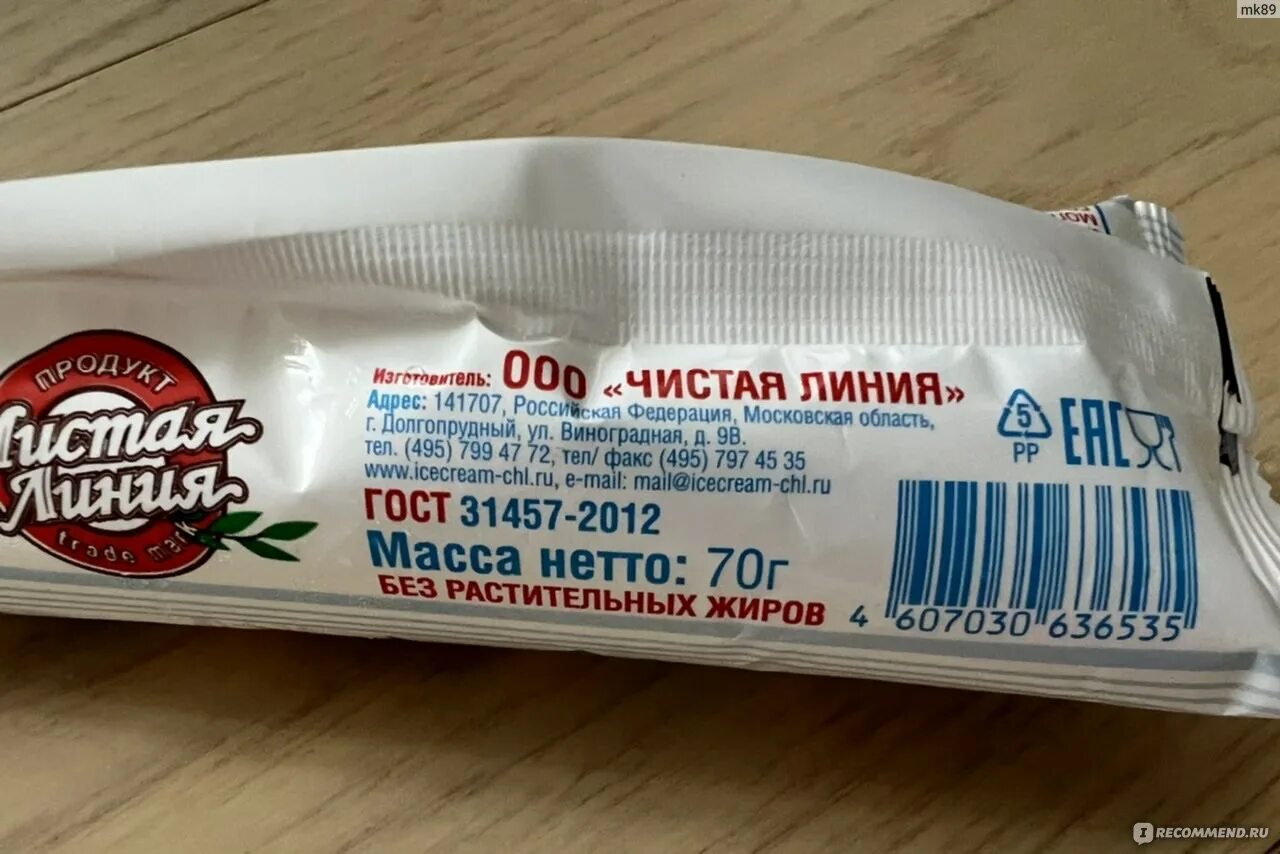 mk89
ПРОДУКТ
Чистая
Линия
trade mark
Изготовитель: ООО «ЧИСТАЯ ЛИНИЯ»
Адрес: 141707, Российская Федерация, Московская область,
г. Долгопрудный, ул. Виноградная, д. 9В.
тел. (495) 799 47 72, тел/ факс (495) 797 45 35
www.icecream-chl.ru, e-mail: mail@icecream-chl.ru
ГОСТ 31457-2012
Масса нетто: 70г
БЕЗ РАСТИТЕЛЬНЫХ ЖИРОВ
5
PP
EAC
4 607030 636535
IRECOMMEND.RU